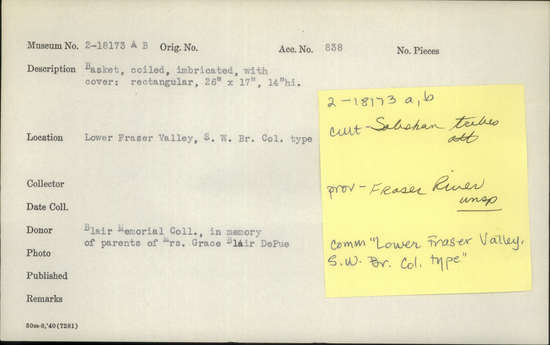 Museum No. 2-18173 A B Orig. No. Acc. No. 838 No. Pieces
Description Basket, coiled, imbricated, with
cover: rectangular, 26" x 17", 14"hi.
Location Lower Fraser Valley, S. W. Br. Col. type
Collector
Date Coll.
Donor Blair Memorial Coll., in memory
of parents of Mrs. Grace Blair DePue
Photo
Published
Remarks
50m-8,'40(7281)
2-18173 a,b
cult- Salishan tribes
att
prov- Fraser River
unsp
comm "Lower Fraser Valley,
S.W. Br. Col. type"